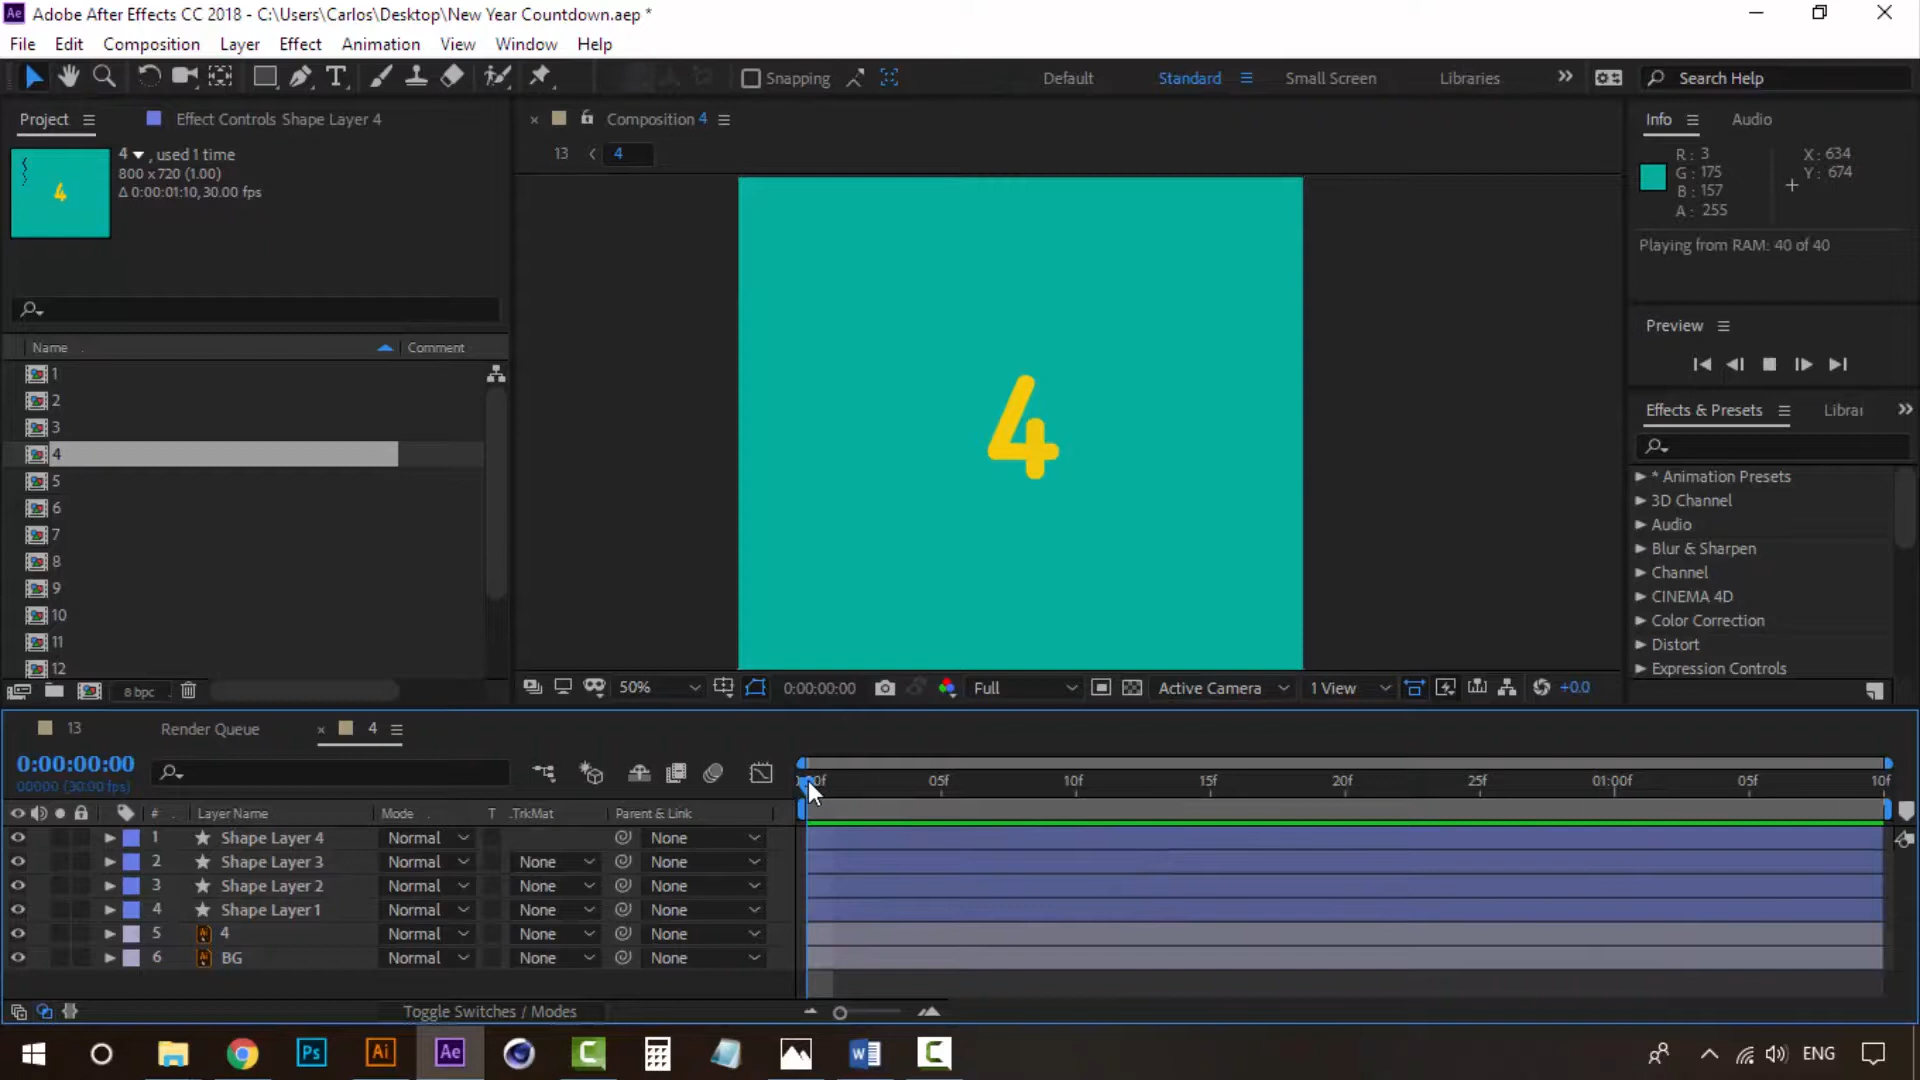 Ae Adobe After Effects CC 2018 - C:\Users\Carlos\Desktop\New Year Countdown.aep *
File Edit Composition Layer Effect Animation View Window Help
Snapping Default Standard Small Screen Libraries Search Help
Project Effect Controls Shape Layer 4
4 , used 1 time
800 x 720 (1.00)
Δ 0:00:01:10, 30.00 fps
4
Name Comment
1
2
3
4
5
6
7
8
9
10
11
12
8 bpc
Composition 4
13 4
4
50% 0:00:00:00 Full Active Camera 1 View +0.0
Info Audio
R: 3 X: 634
G: 175 Y: 674
B: 157
A: 255
Playing from RAM: 40 of 40
Preview
Effects & Presets Librar
* Animation Presets
3D Channel
Audio
Blur & Sharpen
Channel
CINEMA 4D
Color Correction
Distort
Expression Controls
13 Render Queue 4
0:00:00:00
00000 (30.00 fps)
05f 10f 15f 20f 25f 01:00f 05f 10f
# Layer Name Mode T .TrkMat Parent & Link
1 Shape Layer 4 Normal None
2 Shape Layer 3 Normal None None
3 Shape Layer 2 Normal None None
4 Shape Layer 1 Normal None None
5 Ai 4 Normal None None
6 Ai BG Normal None None
Toggle Switches / Modes
Ps Ai Ae W C ENG